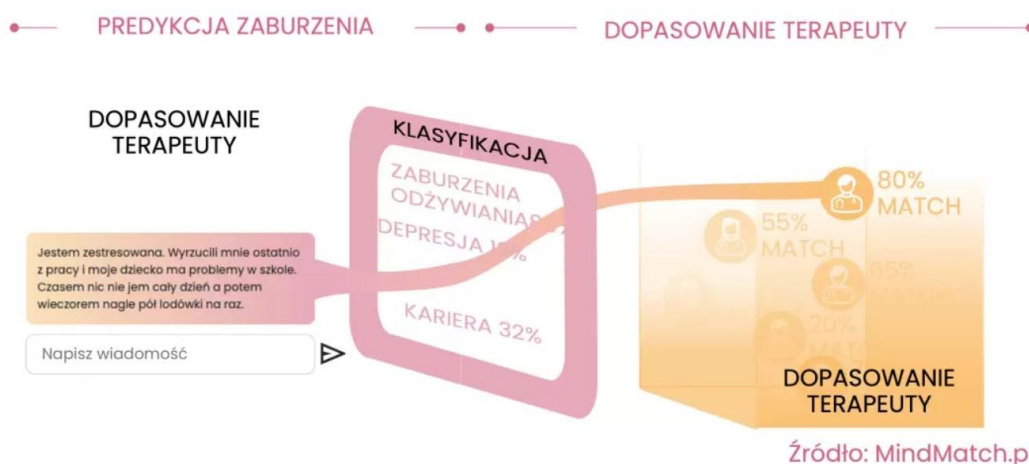 PREDYKCJA ZABURZENIA
DOPASOWANIE TERAPEUTY
DOPASOWANIE
TERAPEUTY
Jestem zestresowana. Wyrzucili mnie ostatnio
z pracy i moje dziecko ma problemy w szkole.
Czasem nic nie jem cały dzień a potem
wieczorem nagle pół lodówki na raz.
Napisz wiadomość
KLASYFIKACJA
ZABURZENIA
ODŻYWIANIA
DEPRESJA
KARIERA 32%
80%
MATCH
55%
MATCH
20%
DOPASOWANIE
TERAPEUTY
Źródło: MindMatch.p